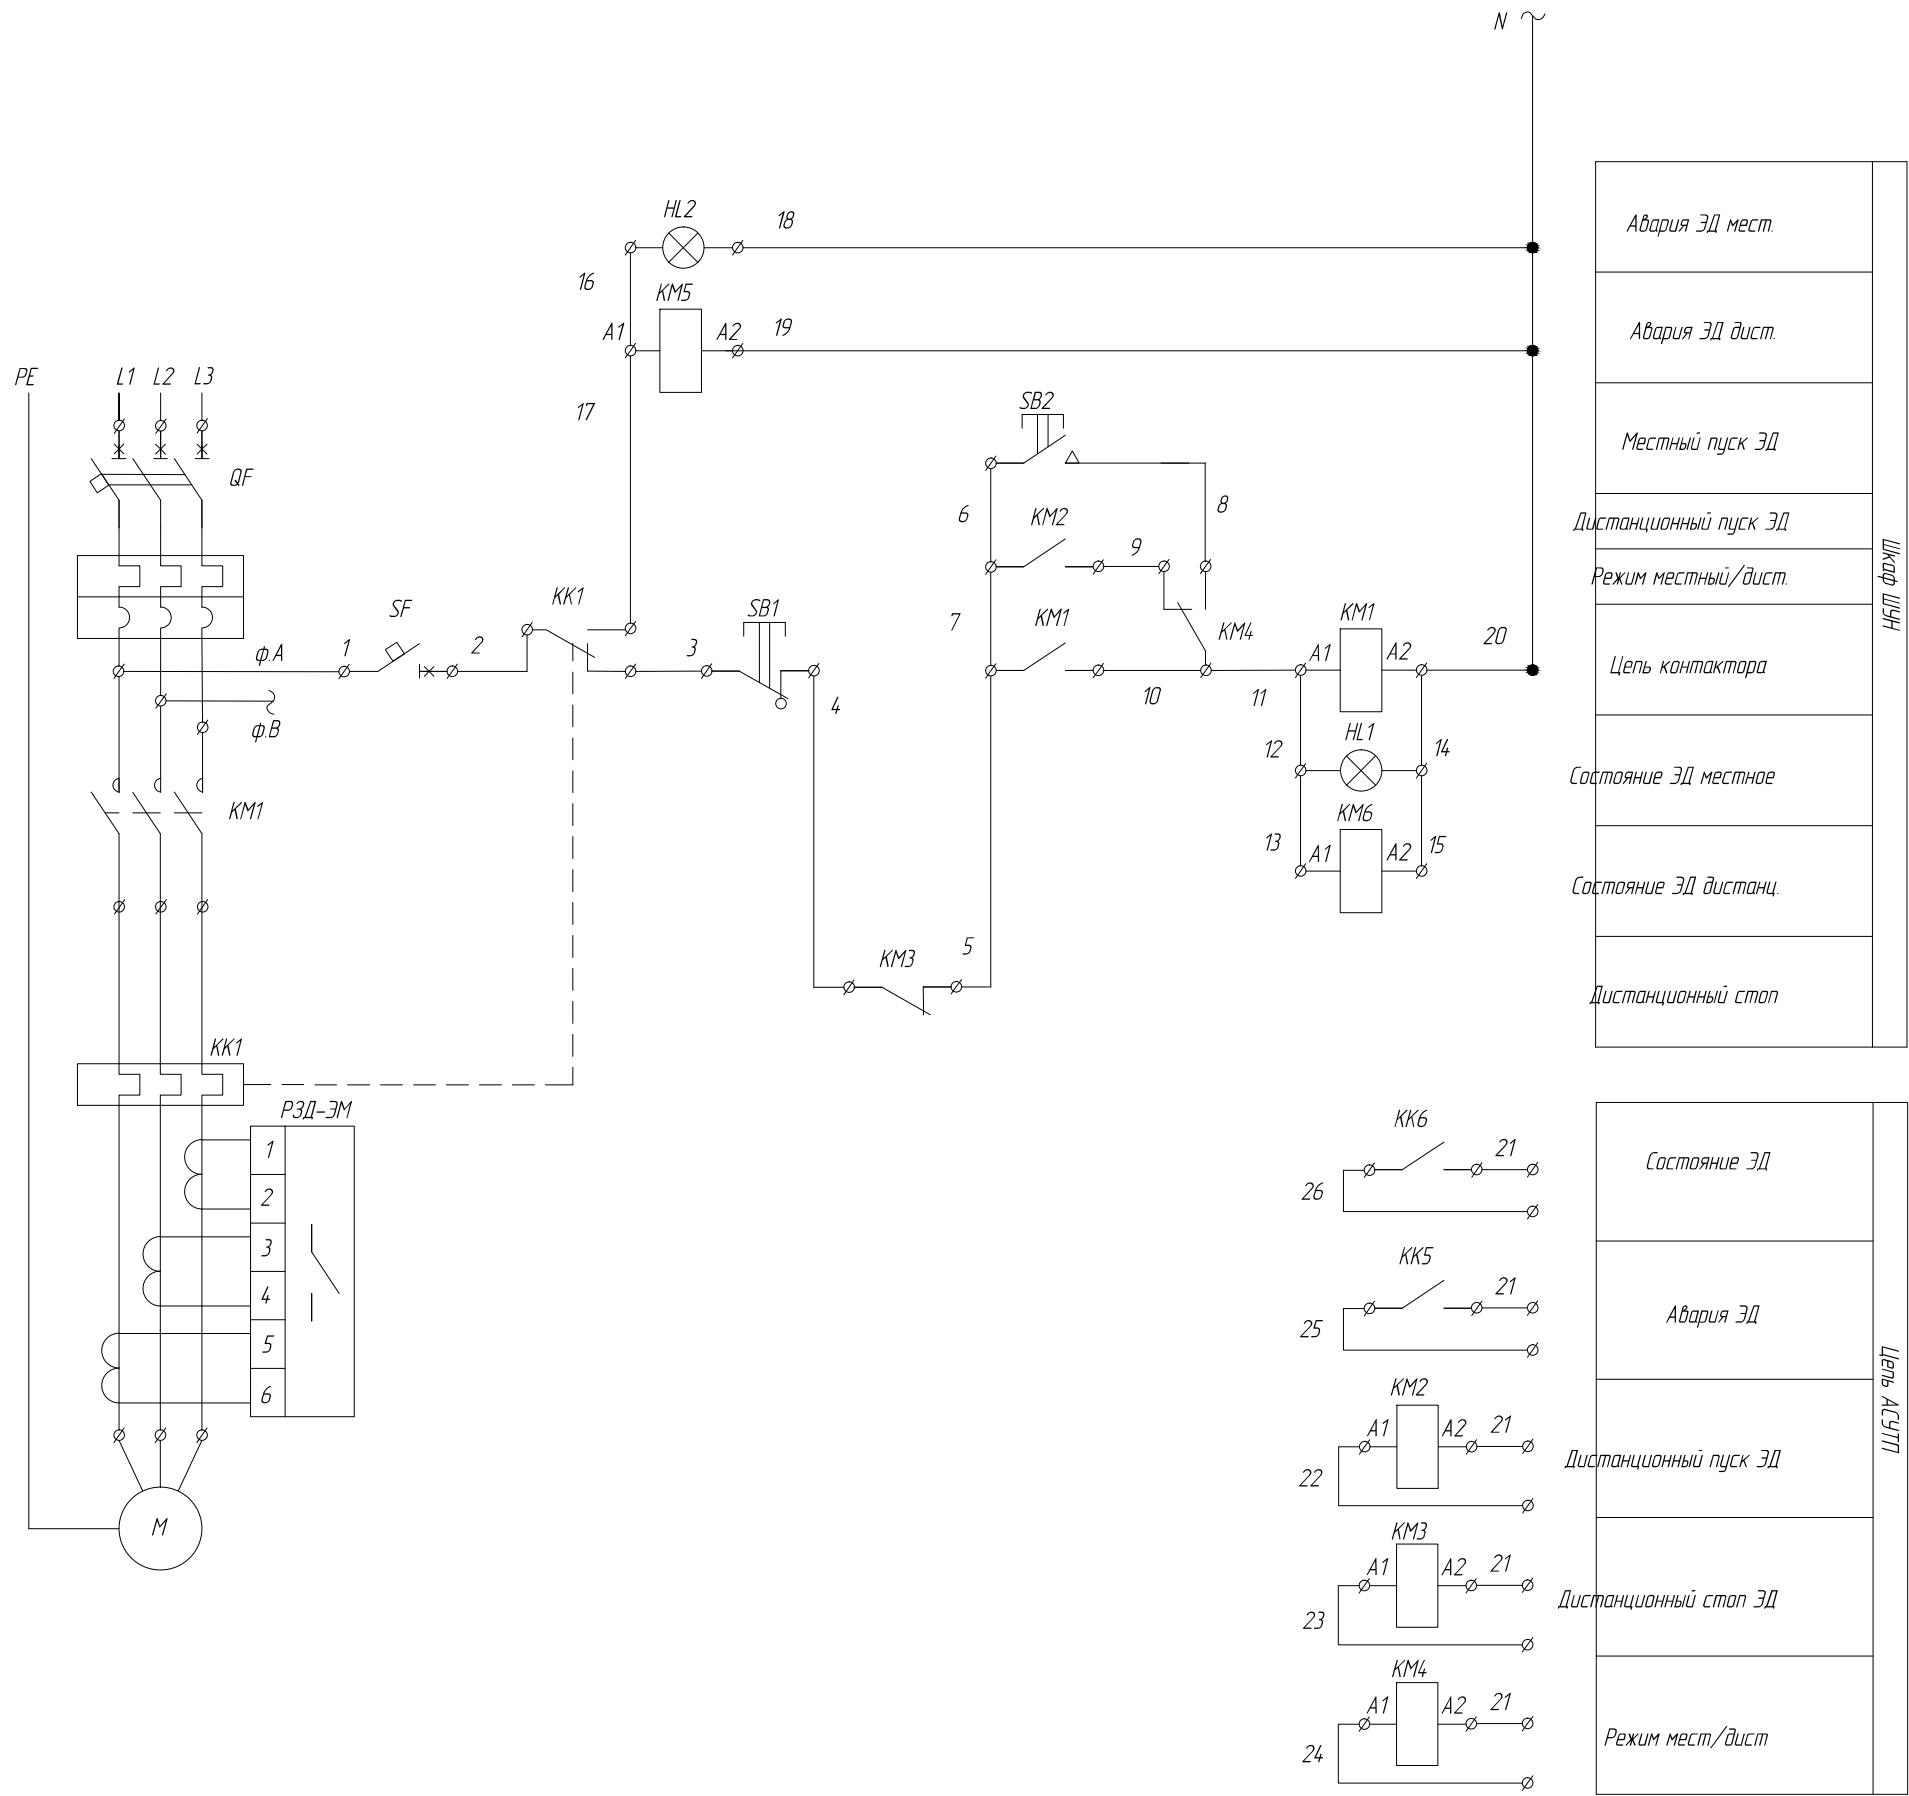 N
HL2
18
16
KM5
A1
A2
19
17
PE
L1
L2
L3
QF
SB2
6
8
KM2
9
KK1
SF
SB1
7
KM1
KM4
KM1
A1
A2
20
ф.А
1
2
3
4
10
11
ф.В
12
HL1
14
KM1
13
KM6
A1
A2
15
KM3
5
KK1
РЗД-ЭМ
1
2
3
4
5
6
M
Авария ЭД мест.
Авария ЭД дист.
Местный пуск ЭД
Дистанционный пуск ЭД
Режим местный/дист.
Цепь контактора
Состояние ЭД местное
Состояние ЭД дистанц.
Дистанционный стоп
Шкаф ШУН
KK6
21
26
Состояние ЭД
KK5
21
25
Авария ЭД
KM2
A1
A2
21
22
Дистанционный пуск ЭД
KM3
A1
A2
21
23
Дистанционный стоп ЭД
KM4
A1
A2
21
24
Режим мест/дист
Цепь АСУТП